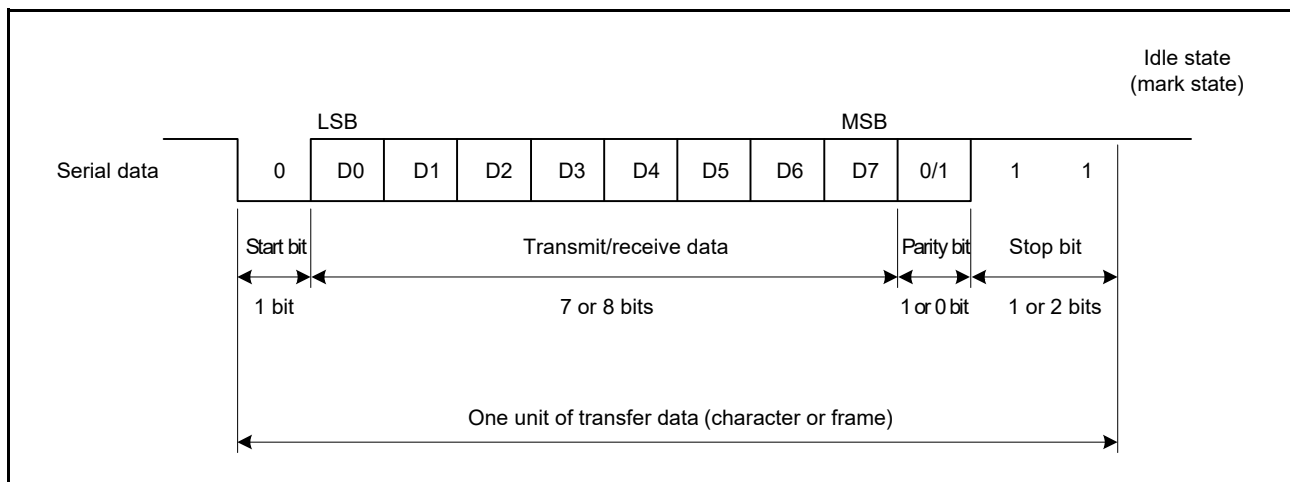 Idle state
(mark state)
LSB
MSB
Serial data
0
D0
D1
D2
D3
D4
D5
D6
D7
0/1
1
1
Start bit
Transmit/receive data
Parity bit
Stop bit
1 bit
7 or 8 bits
1 or 0 bit
1 or 2 bits
One unit of transfer data (character or frame)